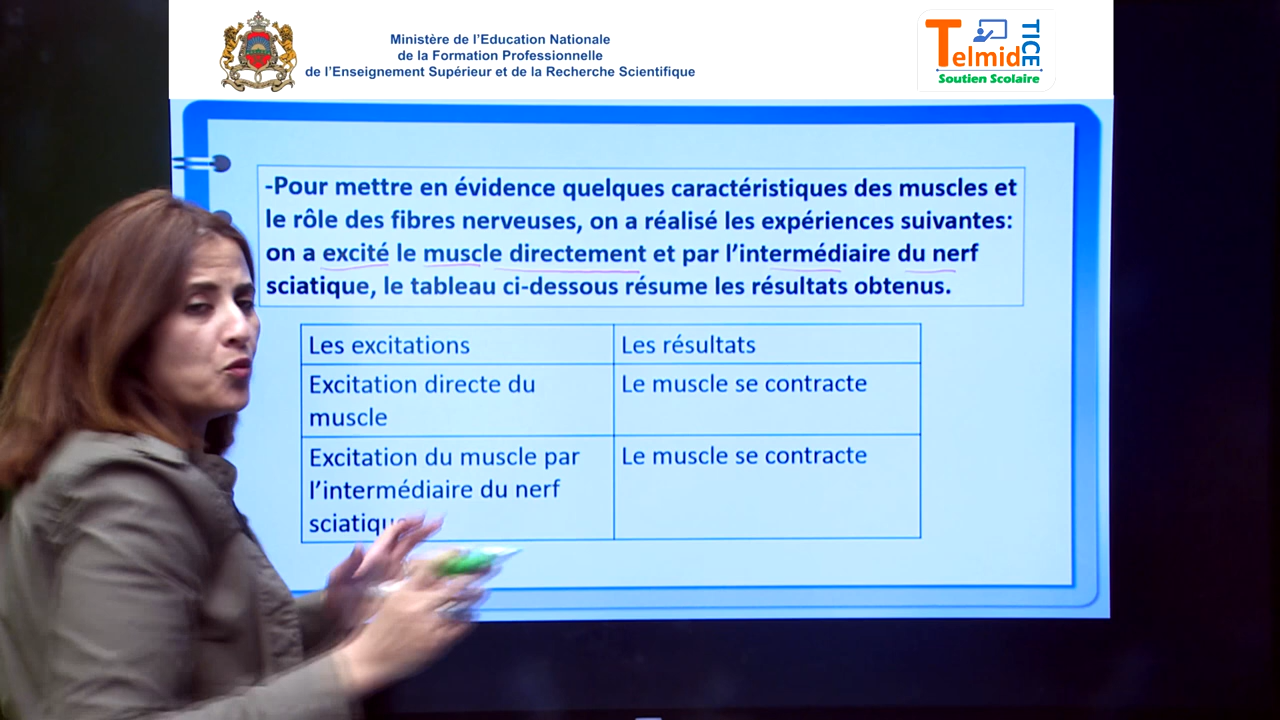 Ministère de l’Education Nationale
de la Formation Professionnelle
de l’Enseignement Supérieur et de la Recherche Scientifique
Telmid TICE
Soutien Scolaire
-Pour mettre en évidence quelques caractéristiques des muscles et
le rôle des fibres nerveuses, on a réalisé les expériences suivantes:
on a excité le muscle directement et par l’intermédiaire du nerf
sciatique, le tableau ci-dessous résume les résultats obtenus.
Les excitations
Les résultats
Excitation directe du
muscle
Le muscle se contracte
Excitation du muscle par
l’intermédiaire du nerf
sciatique
Le muscle se contracte